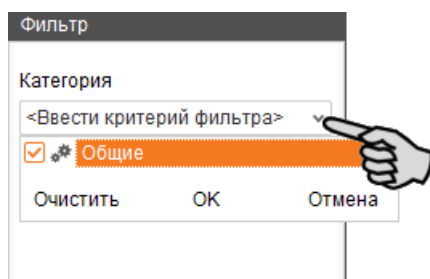 Фильтр
Категория
<Ввести критерий фильтра>
Общие
Очистить OK Отмена